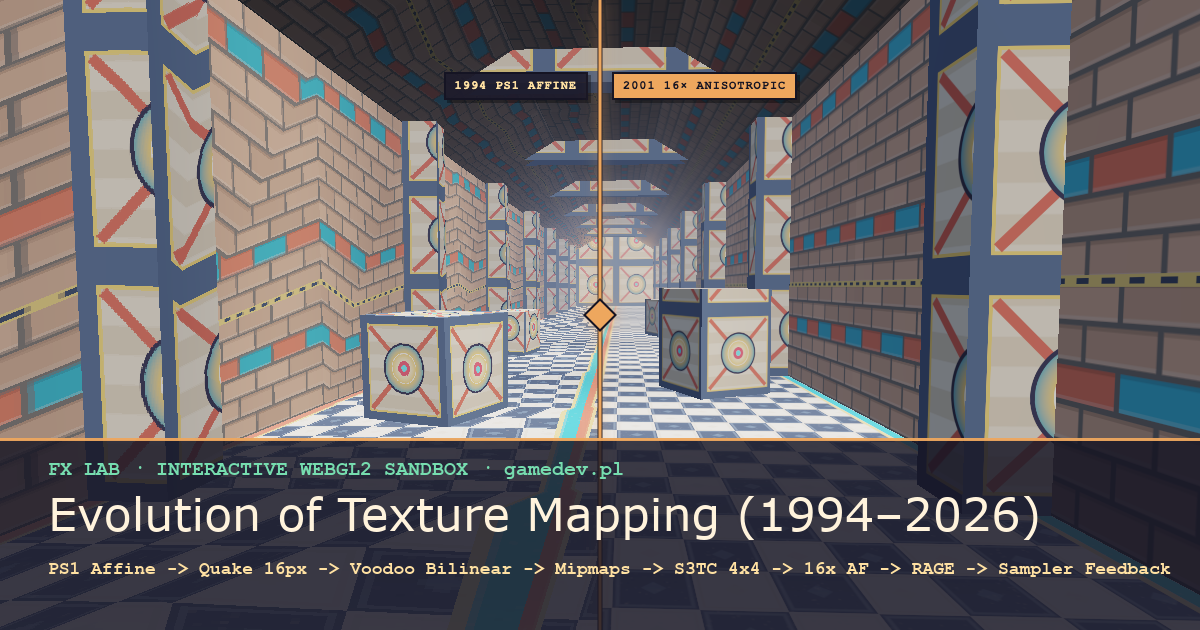 1994 PS1 AFFINE
2001 16× ANISOTROPIC
FX LAB · INTERACTIVE WEBGL2 SANDBOX · gamedev.pl
Evolution of Texture Mapping (1994–2026)
PS1 Affine -> Quake 16px -> Voodoo Bilinear -> Mipmaps -> S3TC 4x4 -> 16x AF -> RAGE -> Sampler Feedback